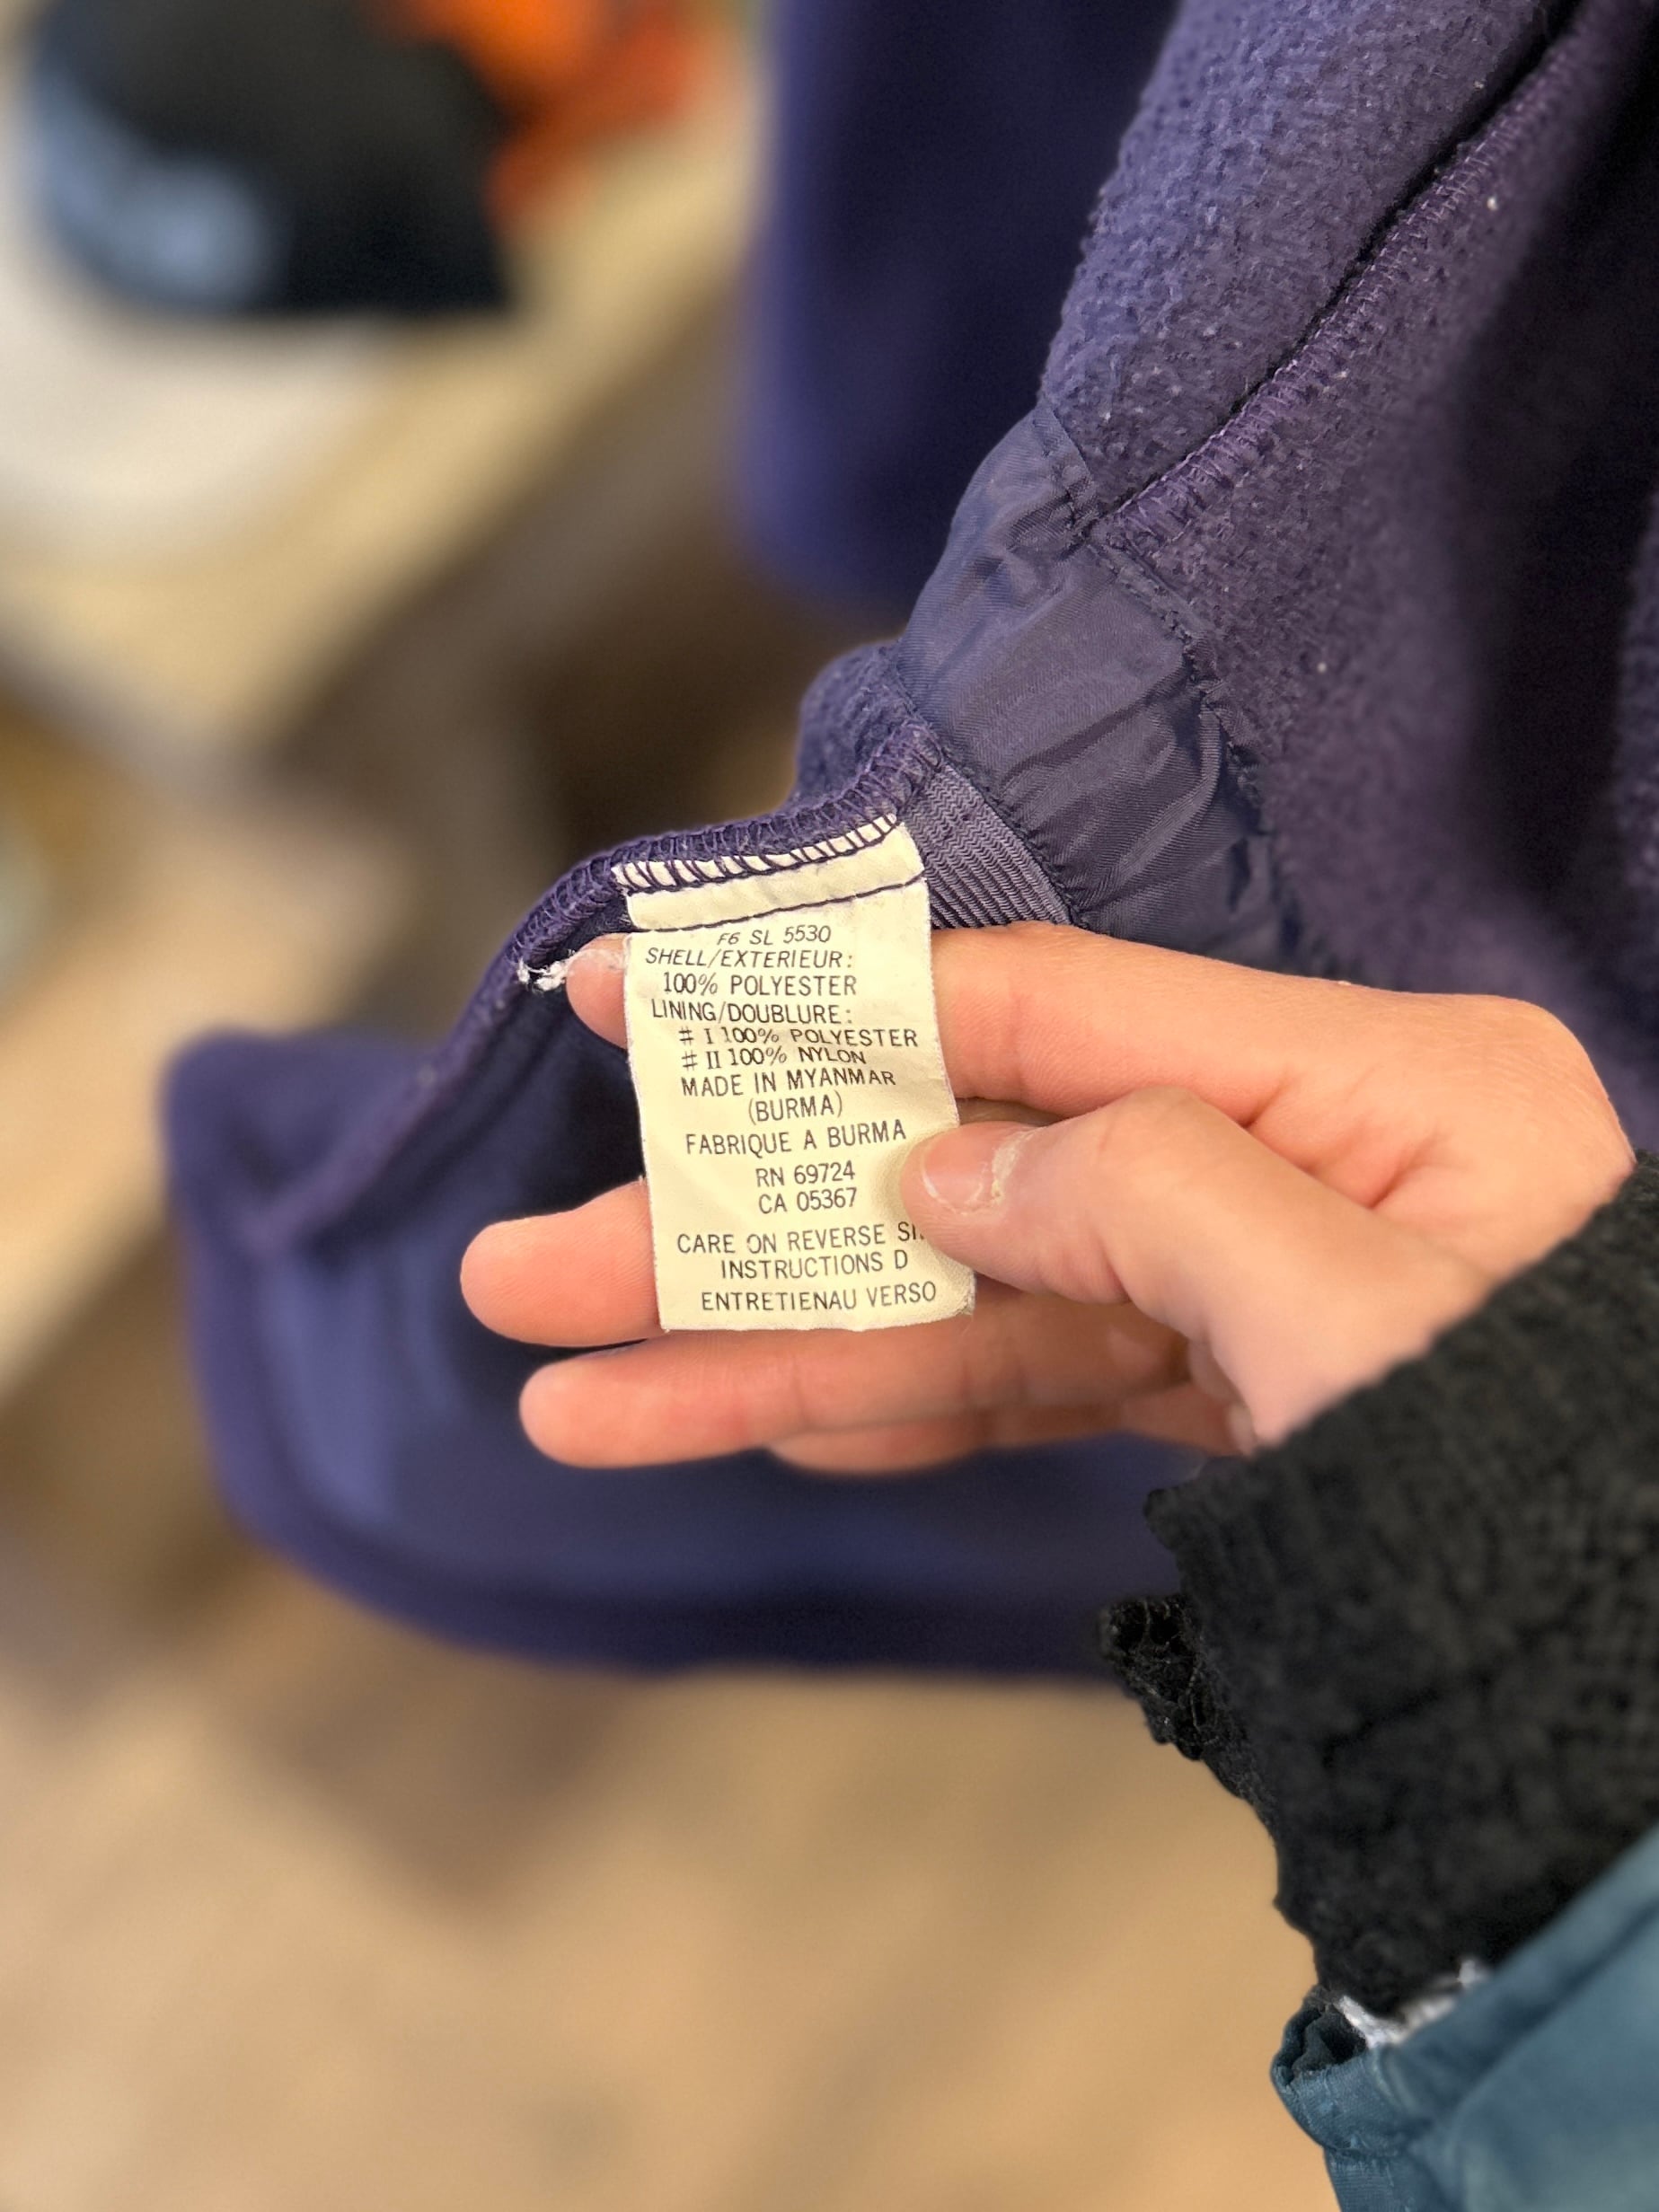 F6 SL 5530
SHELL/EXTERIEUR:
100% POLYESTER
LINING/DOUBLURE:
# I 100% POLYESTER
# II 100% NYLON
MADE IN MYANMAR
(BURMA)
FABRIQUE A BURMA
RN 69724
CA 05367
CARE ON REVERSE
INSTRUCTIONS D
ENTRETIENAU VERSO